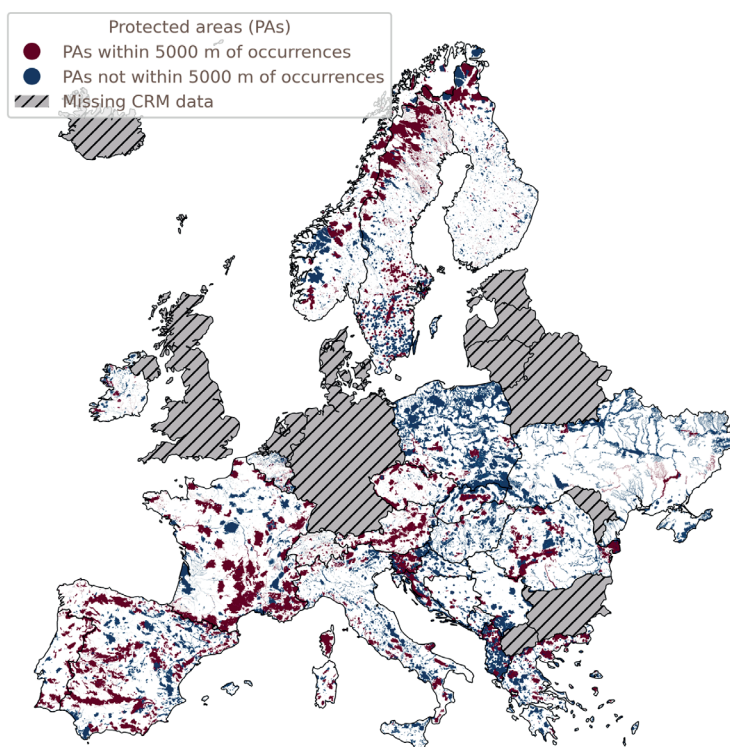 Protected areas (PAs)
PAs within 5000 m of occurrences
PAs not within 5000 m of occurrences
Missing CRM data